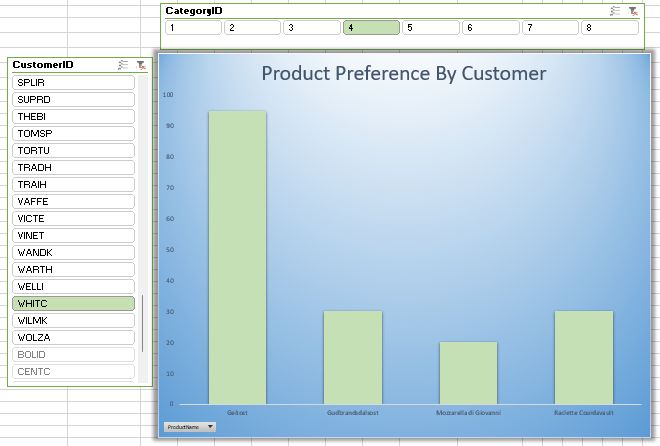 CategoryID
1 2 3 4 5 6 7 8
CustomerID
SPLIR
SUPRD
THEBI
TOMSP
TORTU
TRADH
TRAIH
VAFFE
VICTE
VINET
WANDK
WARTH
WELLI
WHITC
WILMK
WOLZA
BOLID
CENTC
Product Preference By Customer
100
90
80
70
60
50
40
30
20
10
0
Geitost Gudbrandsdalsost Mozzarella di Giovanni Raclette Courdavault
ProductName